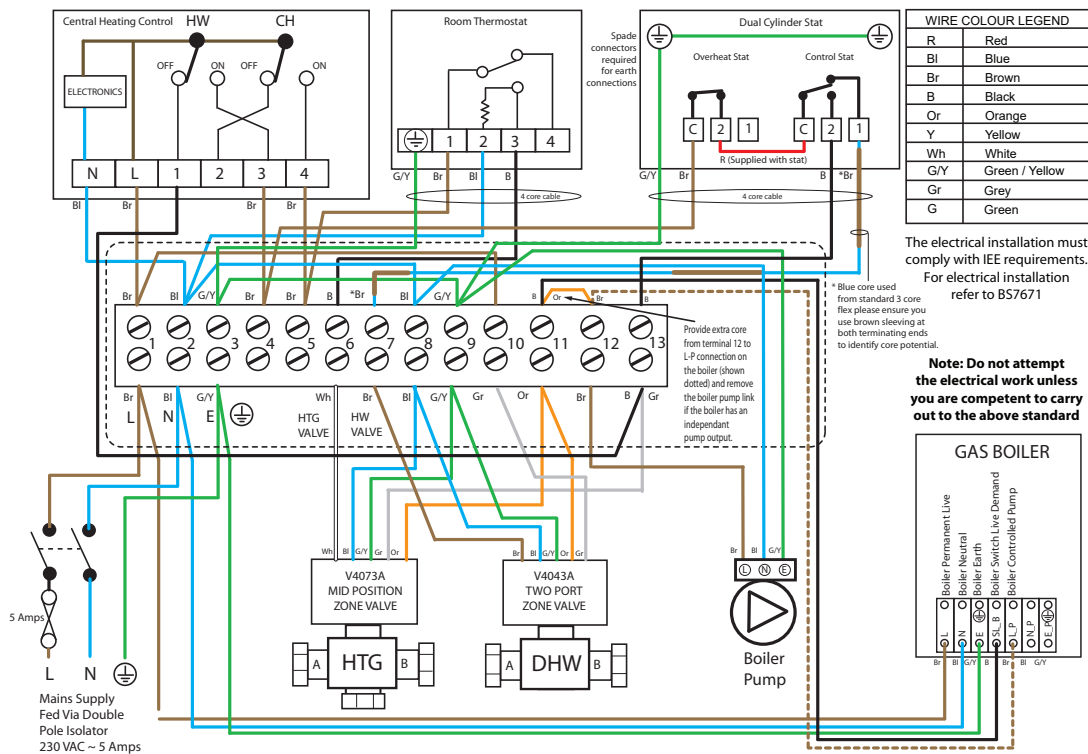 Central Heating Control
HW
CH
OFF
ON
OFF
ON
ELECTRONICS
N L 1 2 3 4
Bl
Br
Br
Br
Room Thermostat
1 2 3 4
G/Y
Br
Bl
B
4 core cable
Spade
connectors
required
for earth
connections
Dual Cylinder Stat
Overheat Stat
Control Stat
C 2 1
C 2 1
R (Supplied with stat)
G/Y
Br
B
*Br
4 core cable
WIRE COLOUR LEGEND
R Red
Bl Blue
Br Brown
B Black
Or Orange
Y Yellow
Wh White
G/Y Green / Yellow
Gr Grey
G Green
The electrical installation must
comply with IEE requirements.
For electrical installation
refer to BS7671
* Blue core used
from standard 3 core
flex please ensure you
use brown sleeving at
both terminating ends
to identify core potential.
Note: Do not attempt
the electrical work unless
you are competent to carry
out to the above standard
Br Bl G/Y Br Br B *Br Bl G/Y B Or Br B
1 2 3 4 5 6 7 8 9 10 11 12 13
Provide extra core
from terminal 12 to
L-P connection on
the boiler (shown
dotted) and remove
the boiler pump link
if the boiler has an
independant
pump output.
Br Bl G/Y Wh Br Bl G/Y Gr Or Br B Gr
L N E
HTG
VALVE
HW
VALVE
Wh Bl G/Y Gr Or
V4073A
MID POSITION
ZONE VALVE
A HTG B
Br Bl G/Y Or Gr
V4043A
TWO PORT
ZONE VALVE
A DHW B
Br Bl G/Y
L N E
Boiler
Pump
5 Amps
L N
Mains Supply
Fed Via Double
Pole Isolator
230 VAC ~ 5 Amps
GAS BOILER
Boiler Permanent Live
Boiler Neutral
Boiler Earth
Boiler Switch Live Demand
Boiler Controlled Pump
L N E SL_B L_P N_P E_P
Br Bl G/Y B Br Bl G/Y